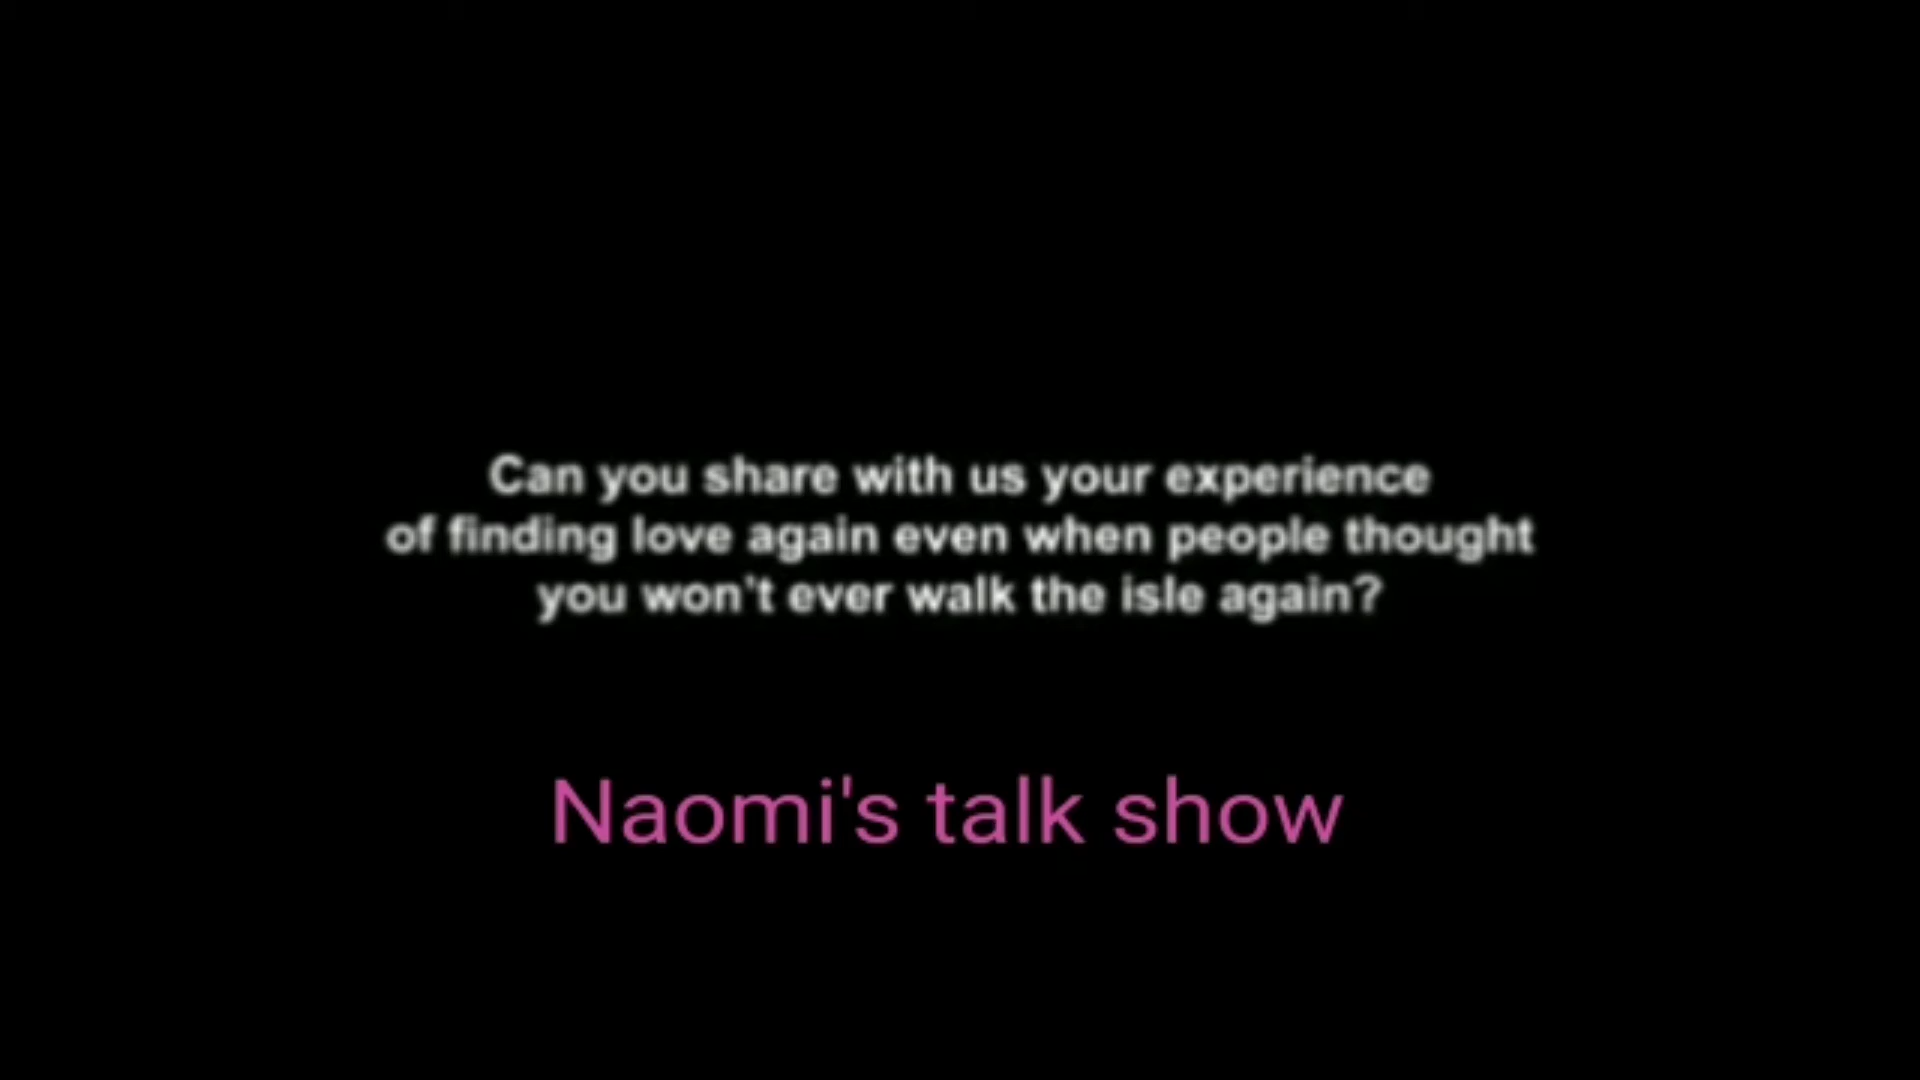 Can you share with us your experience
of finding love again even when people thought
you won't ever walk the isle again?
Naomi's talk show